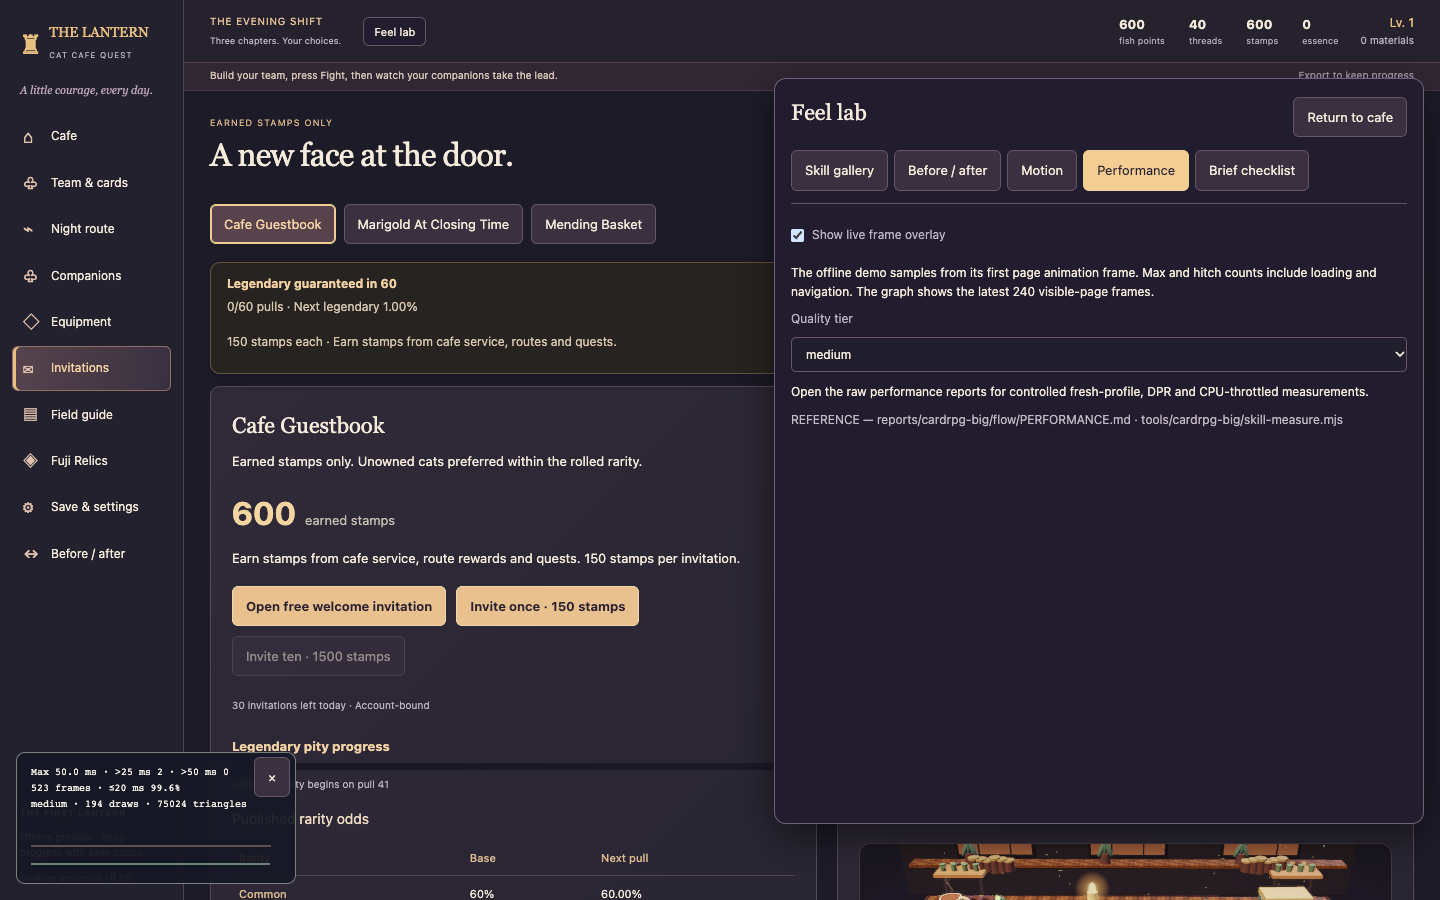 THE LANTERN
CAT CAFE QUEST
A little courage, every day.
Cafe
Team & cards
Night route
Companions
Equipment
Invitations
Field guide
Fuji Relics
Save & settings
Before / after
THE EVENING SHIFT
Three chapters. Your choices.
Feel lab
600
fish points
40
threads
600
stamps
0
essence
Lv. 1
0 materials
Build your team, press Fight, then watch your companions take the lead.
Export to keep progress
EARNED STAMPS ONLY
A new face at the door.
Cafe Guestbook
Marigold At Closing Time
Mending Basket
Legendary guaranteed in 60
0/60 pulls · Next legendary 1.00%
150 stamps each · Earn stamps from cafe service, routes and quests.
Cafe Guestbook
Earned stamps only. Unowned cats preferred within the rolled rarity.
600 earned stamps
Earn stamps from cafe service, route rewards and quests. 150 stamps per invitation.
Open free welcome invitation
Invite once · 150 stamps
Invite ten · 1500 stamps
30 invitations left today · Account-bound
Legendary pity progress
ty begins on pull 41
Published rarity odds
Base
Next pull
Common
60%
60.00%
Feel lab
Return to cafe
Skill gallery
Before / after
Motion
Performance
Brief checklist
Show live frame overlay
The offline demo samples from its first page animation frame. Max and hitch counts include loading and
navigation. The graph shows the latest 240 visible-page frames.
Quality tier
medium
Open the raw performance reports for controlled fresh-profile, DPR and CPU-throttled measurements.
REFERENCE — reports/cardrpg-big/flow/PERFORMANCE.md · tools/cardrpg-big/skill-measure.mjs
Max 50.0 ms · >25 ms 2 · >50 ms 0
523 frames · ≤20 ms 99.6%
medium · 194 draws · 75024 triangles
×
THE FIRST LANTERN
Offline preview · keep
progress with save codes